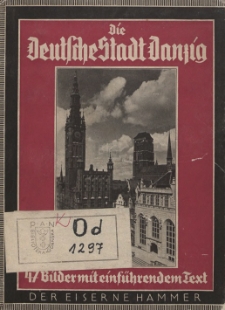 Die
Deutsche Stadt Danzig
Od
1297
47 Bilder mit einführendem Text
DER EISERNE HAMMER